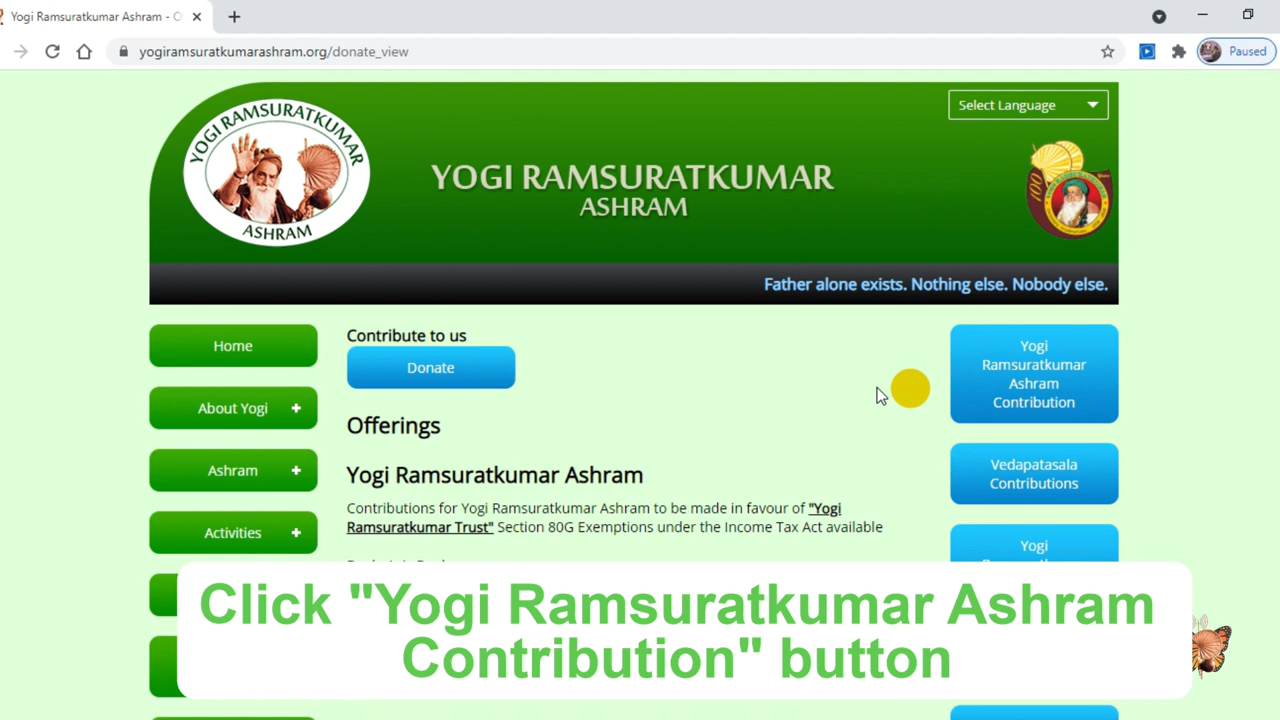 Yogi Ramsuratkumar Ashram - O
yogiramsuratkumarashram.org/donate_view
Paused
YOGI RAMSURATKUMAR
ASHRAM
YOGI RAMSURATKUMAR
ASHRAM
Select Language
100
Father alone exists. Nothing else. Nobody else.
Home
About Yogi +
Ashram +
Activities +
Contribute to us
Donate
Offerings
Yogi Ramsuratkumar Ashram
Contributions for Yogi Ramsuratkumar Ashram to be made in favour of "Yogi
Ramsuratkumar Trust" Section 80G Exemptions under the Income Tax Act available
Yogi
Ramsuratkumar
Ashram
Contribution
Vedapatasala
Contributions
Yogi
Click "Yogi Ramsuratkumar Ashram
Contribution" button